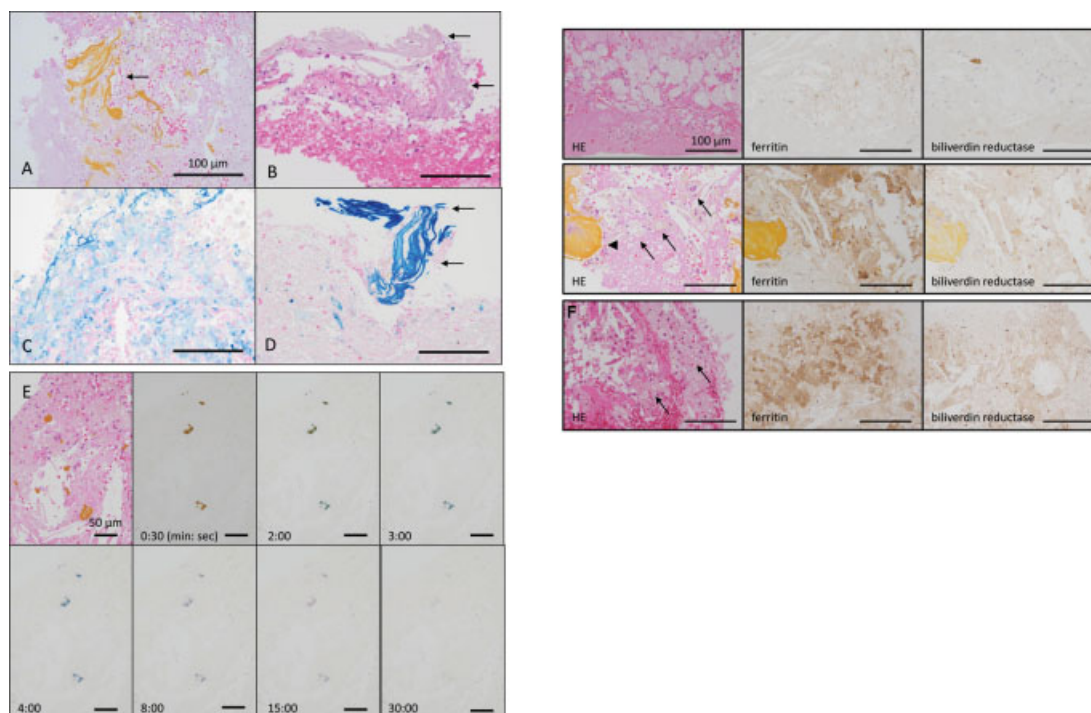 A
100 μm
B
C
D
E
50 μm
0:30 (min: sec)
2:00
3:00
4:00
8:00
15:00
30:00
HE
100 μm
ferritin
biliverdin reductase
HE
ferritin
biliverdin reductase
F
HE
ferritin
biliverdin reductase